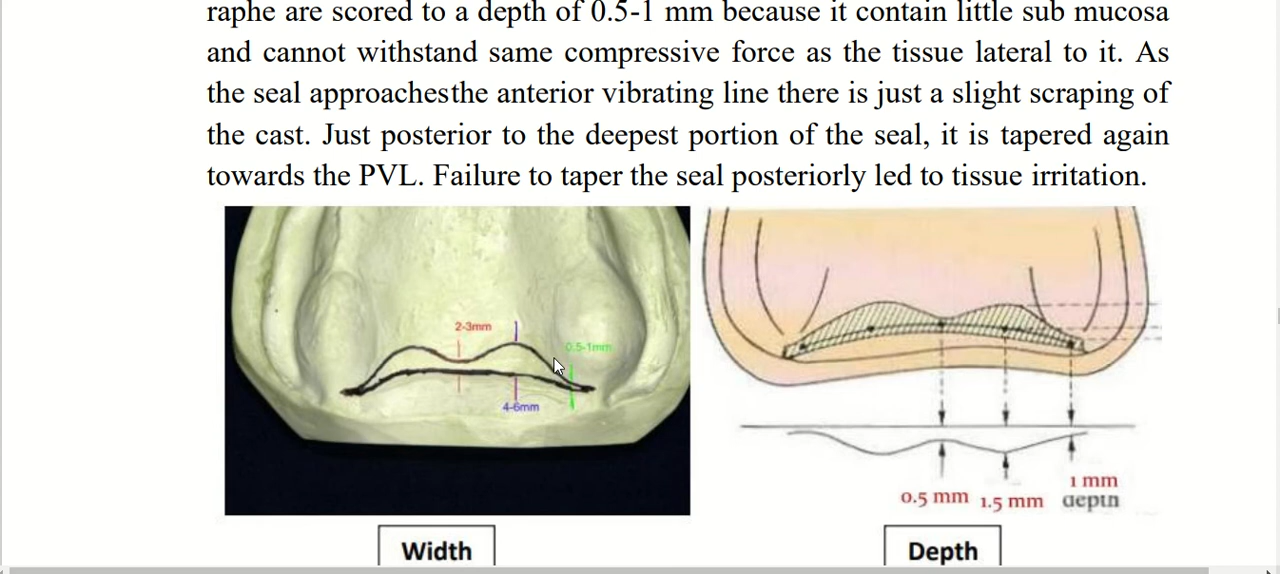 raphe are scored to a depth of 0.5-1 mm because it contain little sub mucosa
and cannot withstand same compressive force as the tissue lateral to it. As
the seal approachesthe anterior vibrating line there is just a slight scraping of
the cast. Just posterior to the deepest portion of the seal, it is tapered again
towards the PVL. Failure to taper the seal posteriorly led to tissue irritation.
2-3mm
0.5-1mm
4-6mm
0.5 mm
1.5 mm
1 mm
depth
Width
Depth